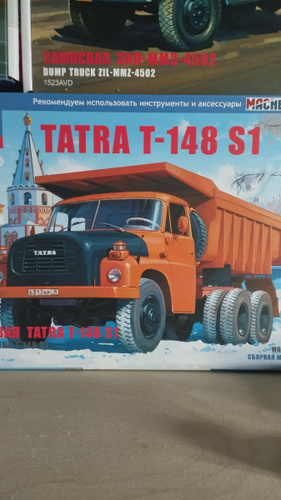 САМОСВАЛ ЗИЛ-ММЗ-4502
DUMP TRUCK ZIL-MMZ-4502
1523AVD
Рекомендуем использовать инструменты и аксессуары
TATRA T-148 S1
TATRA
TATRA T-148 S1